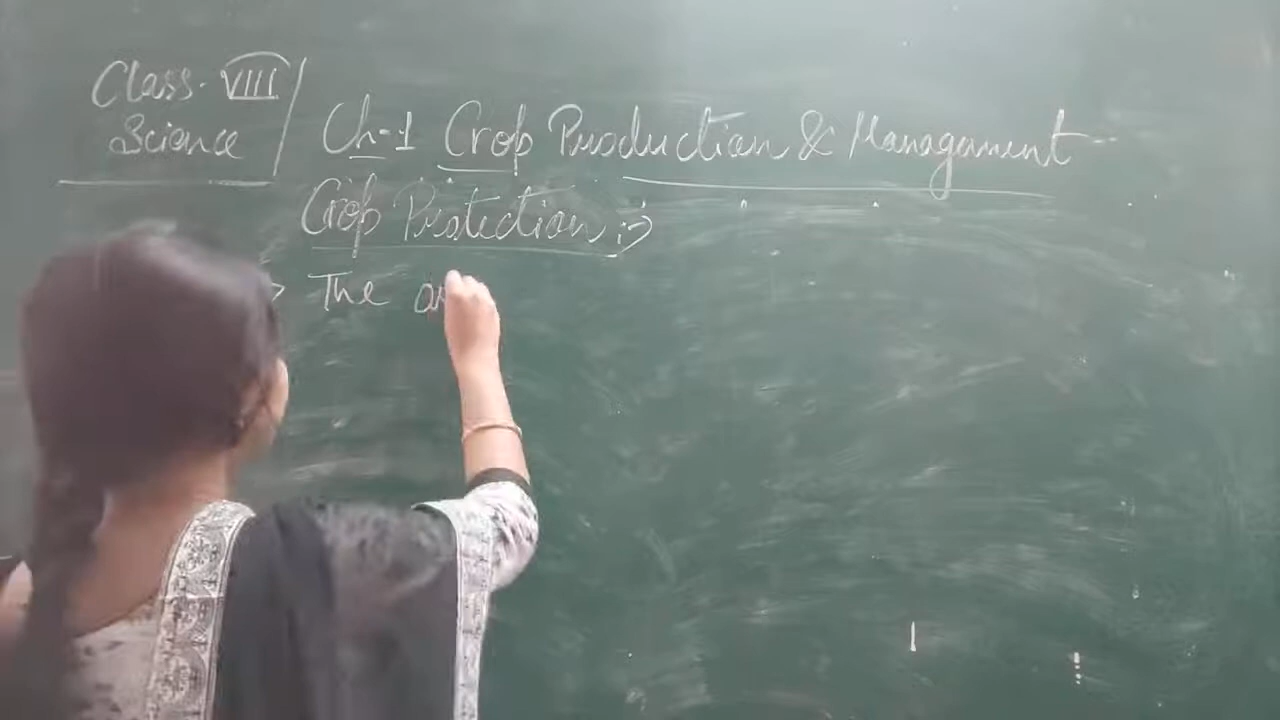 Class- VIII
Science
Ch-1 Crop Production & Management
Crop Protection :->
> The